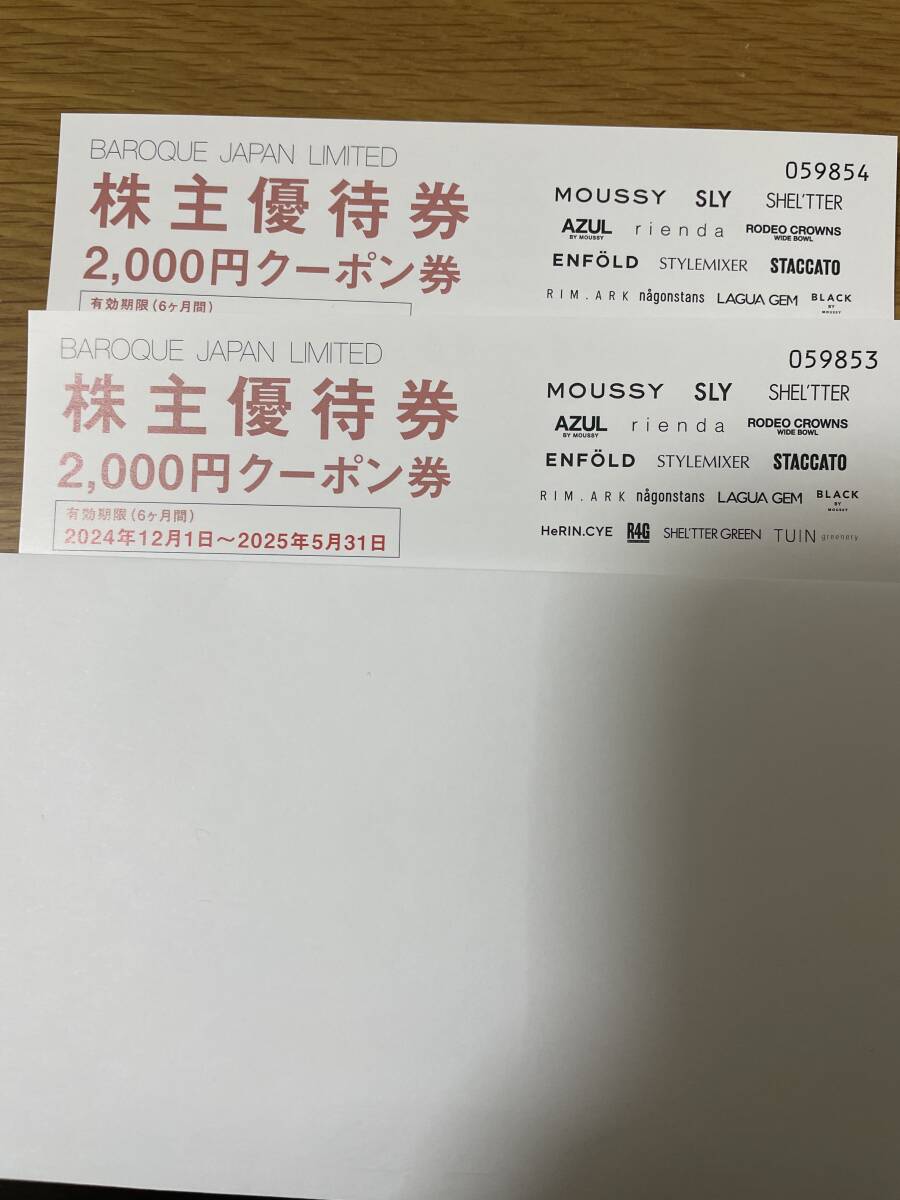 BAROQUE JAPAN LIMITED
059854
株主優待券
2,000円クーポン券
有効期限(6ヶ月間)
MOUSSY SLY SHEL'TTER
AZUL BY MOUSSY rienda RODEO CROWNS WIDE BOWL
ENFÖLD STYLEMIXER STACCATO
RIM.ARK någonstans LAGUA GEM BLACK BY MOUSSY
BAROQUE JAPAN LIMITED
059853
株主優待券
2,000円クーポン券
有効期限(6ヶ月間)
2024年12月1日〜2025年5月31日
MOUSSY SLY SHEL'TTER
AZUL BY MOUSSY rienda RODEO CROWNS WIDE BOWL
ENFÖLD STYLEMIXER STACCATO
RIM.ARK någonstans LAGUA GEM BLACK BY MOUSSY
HeRIN.CYE R4G SHEL'TTER GREEN TUIN greenery